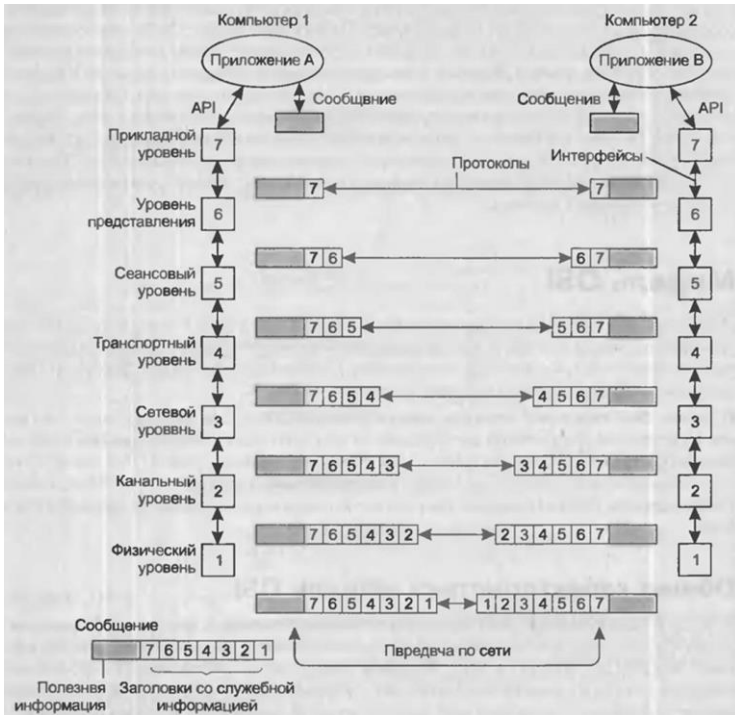 Компьютер 1
Компьютер 2
Приложение А
Приложение В
API
Сообщвние
Сообщенив
API
Прикладной
уровень
7
7
Протоколы
Интерфейсы
7
7
Уровень
представления
6
6
7 6
6 7
Сеансовый
уровень
5
5
7 6 5
5 6 7
Транспортный
уровень
4
4
7 6 5 4
4 5 6 7
Сетевой
уроввнь
3
3
7 6 5 4 3
3 4 5 6 7
Канальный
уровень
2
2
7 6 5 4 3 2
2 3 4 5 6 7
Физический
уровень
1
1
7 6 5 4 3 2 1
1 2 3 4 5 6 7
Сообщение
7 6 5 4 3 2 1
Пвредача по сети
Полезная
информация
Заголовки со служебной
информацией